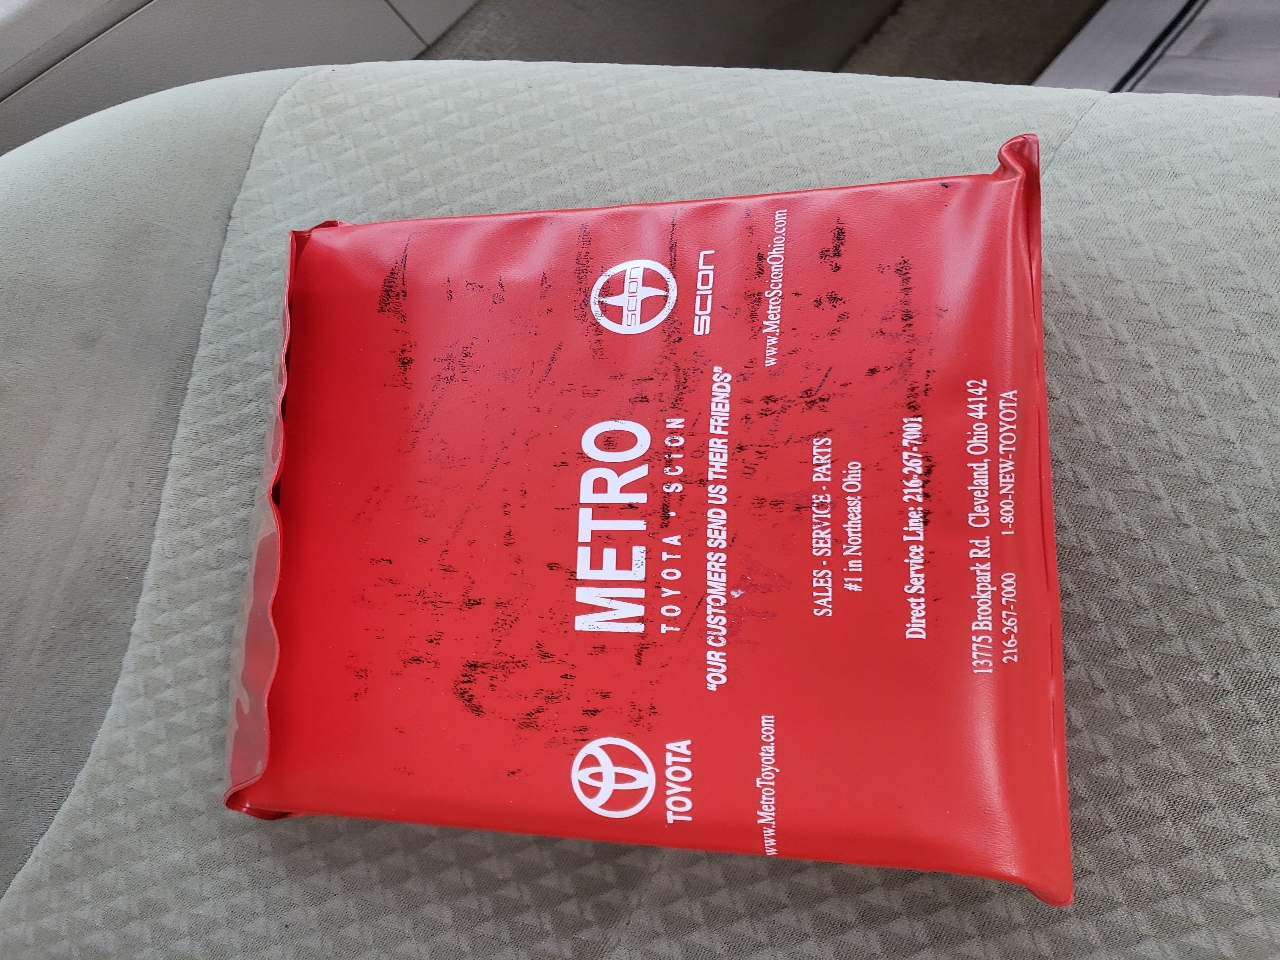 SCION
TOYOTA
SCION
METRO
TOYOTA · SCION
"OUR CUSTOMERS SEND US THEIR FRIENDS"
www.MetroToyota.com
www.MetroScionOhio.com
SALES - SERVICE - PARTS
#1 in Northeast Ohio
Direct Service Line: 216-267-7001
13775 Brookpark Rd. Cleveland, Ohio 44142
216-267-7000 1-800-NEW-TOYOTA